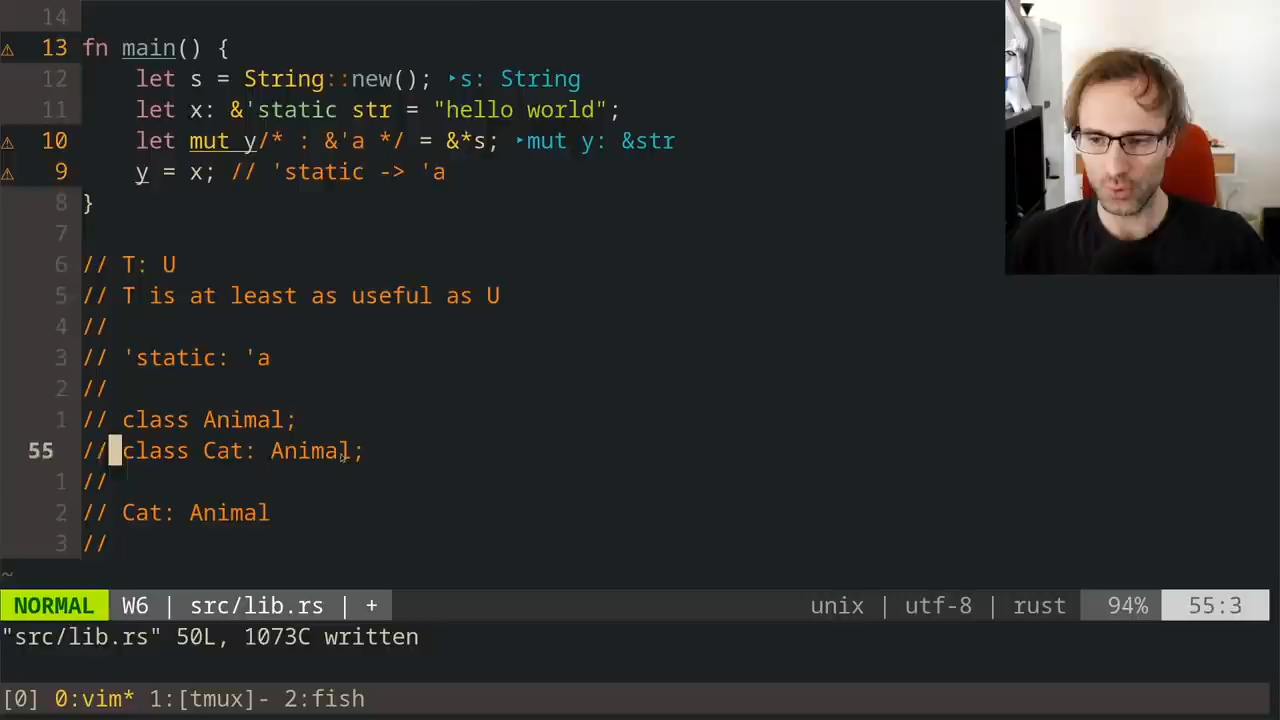 14
⚠ 13 fn main() {
12 let s = String::new(); ‣s: String
11 let x: &'static str = "hello world";
⚠ 10 let mut y/* : &'a */ = &*s; ‣mut y: &str
⚠ 9 y = x; // 'static -> 'a
8 }
7
6 // T: U
5 // T is at least as useful as U
4 //
3 // 'static: 'a
2 //
1 // class Animal;
55 // class Cat: Animal;
1 //
2 // Cat: Animal
3 //
~
NORMAL W6 | src/lib.rs | + unix | utf-8 | rust 94% 55:3
"src/lib.rs" 50L, 1073C written
[0] 0:vim* 1:[tmux]- 2:fish